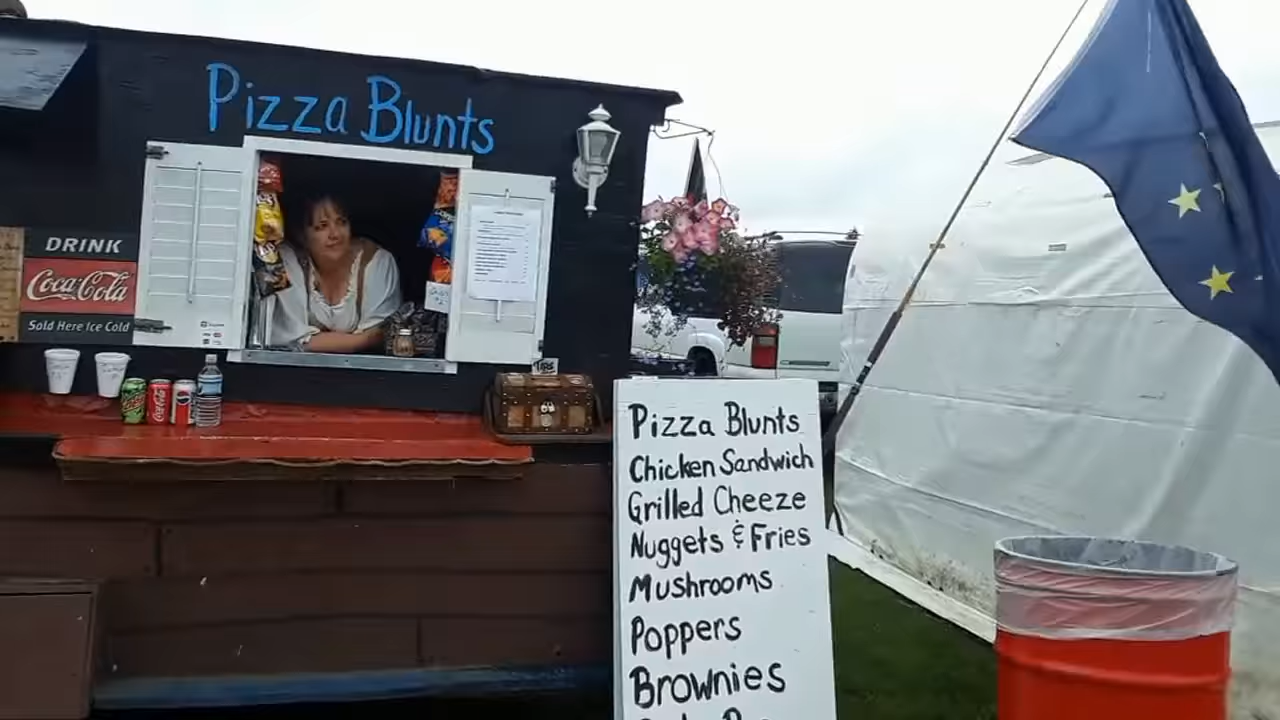 Pizza Blunts
DRINK
Coca-Cola
Sold Here Ice Cold
TIPS
Pizza Blunts
Chicken Sandwich
Grilled Cheeze
Nuggets & Fries
Mushrooms
Poppers
Brownies